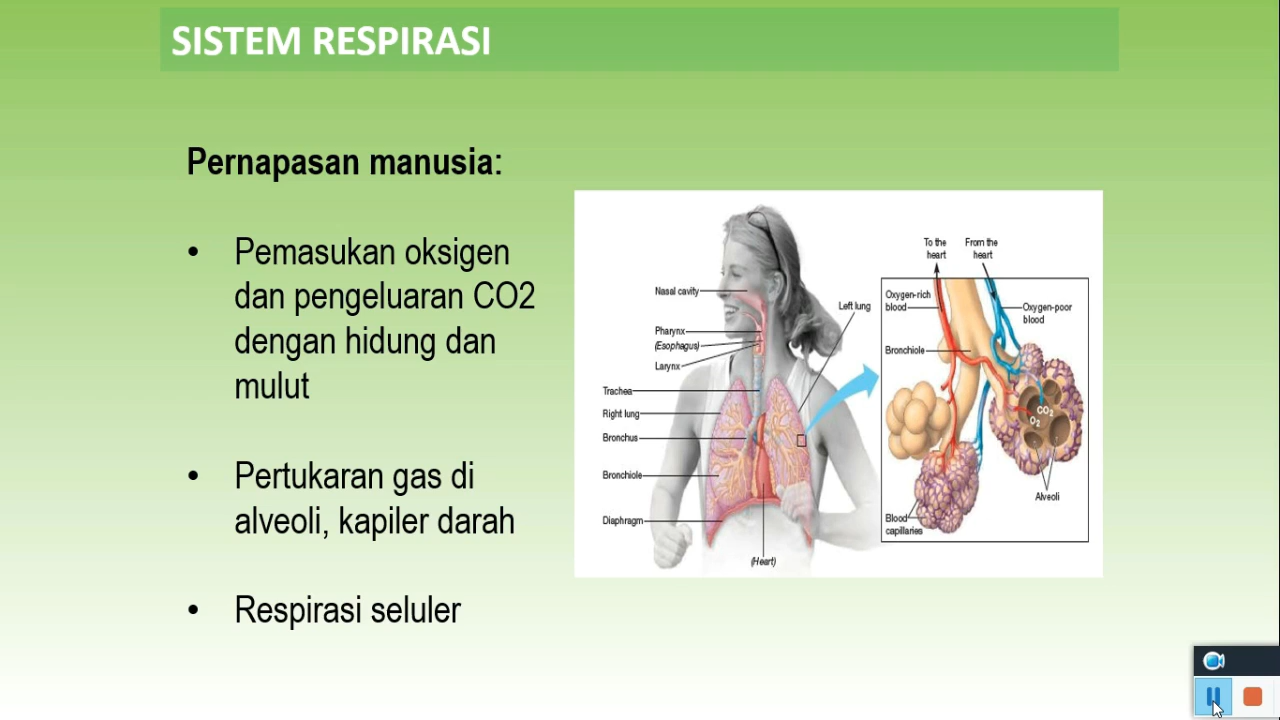 SISTEM RESPIRASI
Pernapasan manusia:
• Pemasukan oksigen
dan pengeluaran CO2
dengan hidung dan
mulut
• Pertukaran gas di
alveoli, kapiler darah
• Respirasi seluler
Nasal cavity
Pharynx
(Esophagus)
Larynx
Trachea
Right lung
Bronchus
Bronchiole
Diaphragm
(Heart)
Left lung
To the
heart
From the
heart
Oxygen-rich
blood
Oxygen-poor
blood
Bronchiole
CO2
O2
Alveoli
Blood
capillaries